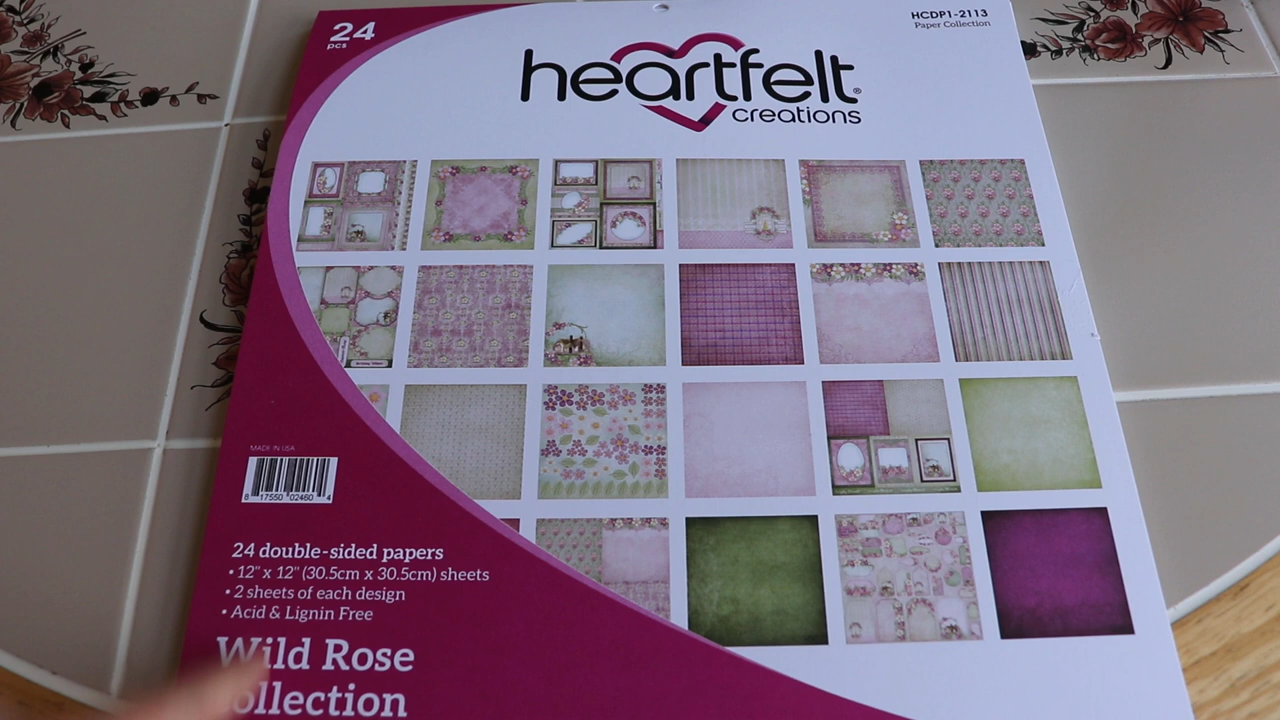 24
pcs
HCDP1-2113
Paper Collection
heartfelt®
creations
MADE IN USA
8 17550 02460 4
24 double-sided papers
• 12" x 12" (30.5cm x 30.5cm) sheets
• 2 sheets of each design
• Acid & Lignin Free
Wild Rose
ollection